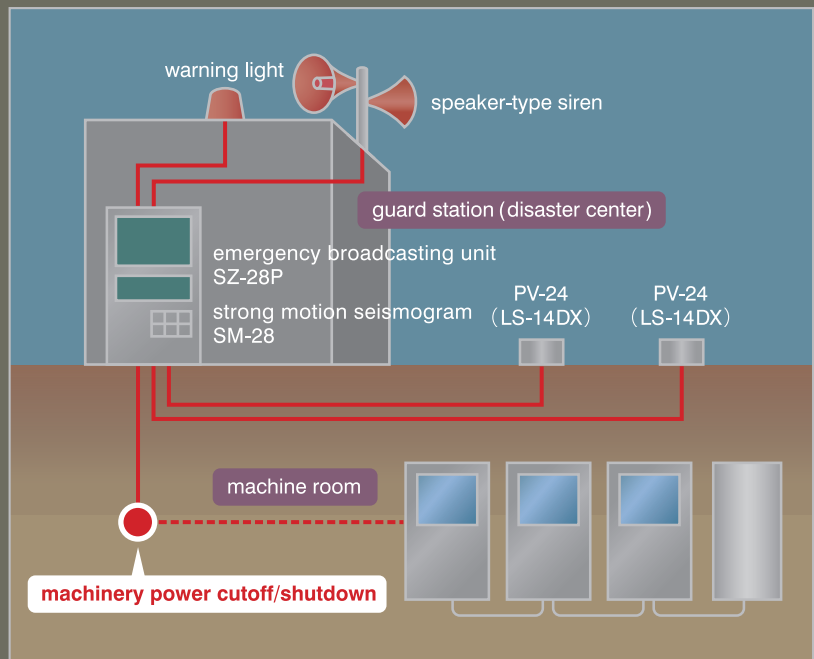 warning light
speaker-type siren
guard station (disaster center)
emergency broadcasting unit
SZ-28P
strong motion seismogram
SM-28
PV-24
(LS-14DX)
PV-24
(LS-14DX)
machine room
machinery power cutoff/shutdown